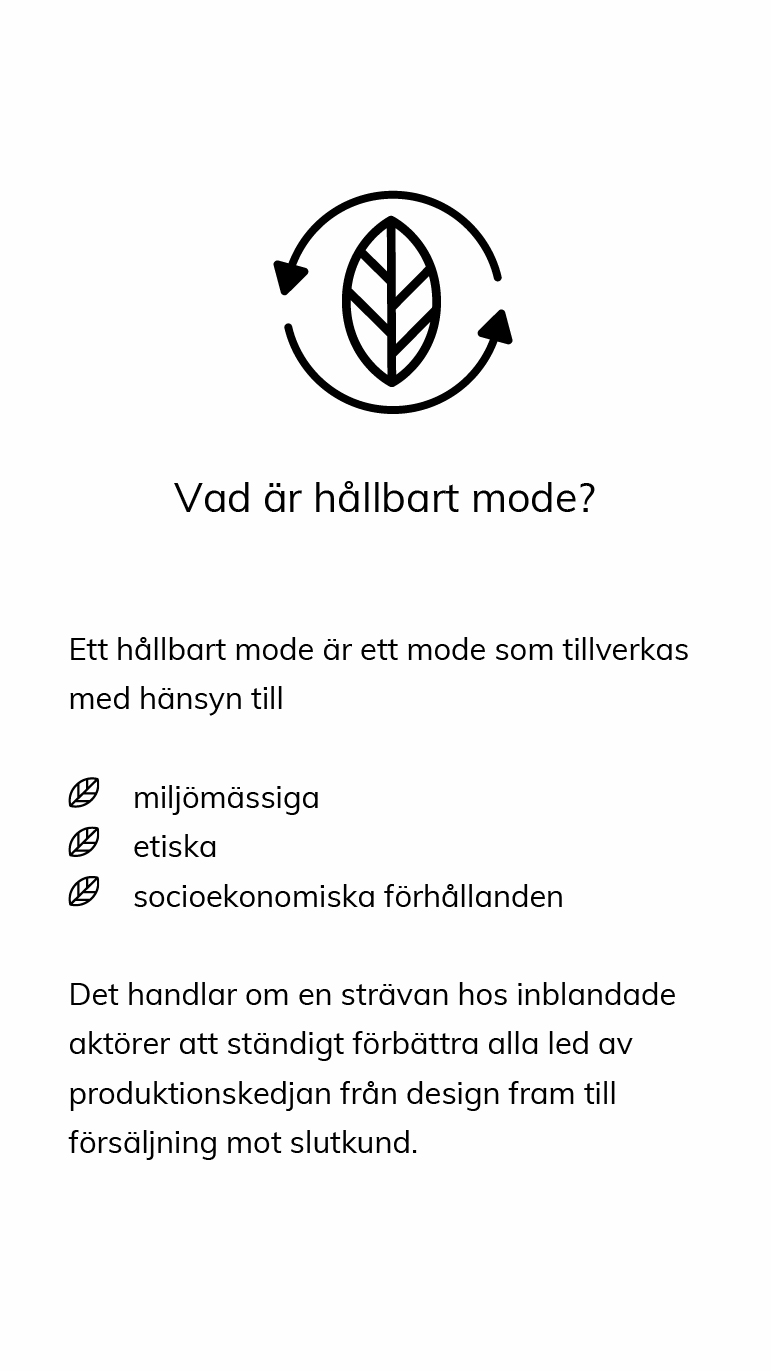 Vad är hållbart mode?
Ett hållbart mode är ett mode som tillverkas
med hänsyn till
miljömässiga
etiska
socioekonomiska förhållanden
Det handlar om en strävan hos inblandade
aktörer att ständigt förbättra alla led av
produktionskedjan från design fram till
försäljning mot slutkund.